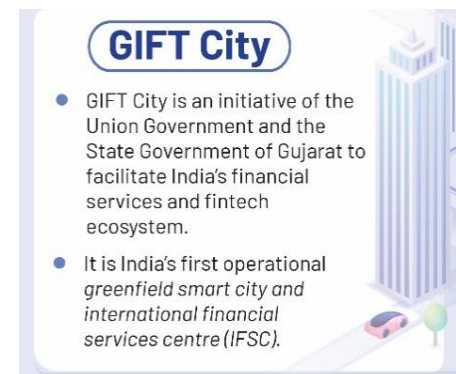 GIFT City
GIFT City is an initiative of the
Union Government and the
State Government of Gujarat to
facilitate India's financial
services and fintech
ecosystem.
It is India's first operational
greenfield smart city and
international financial
services centre (IFSC).